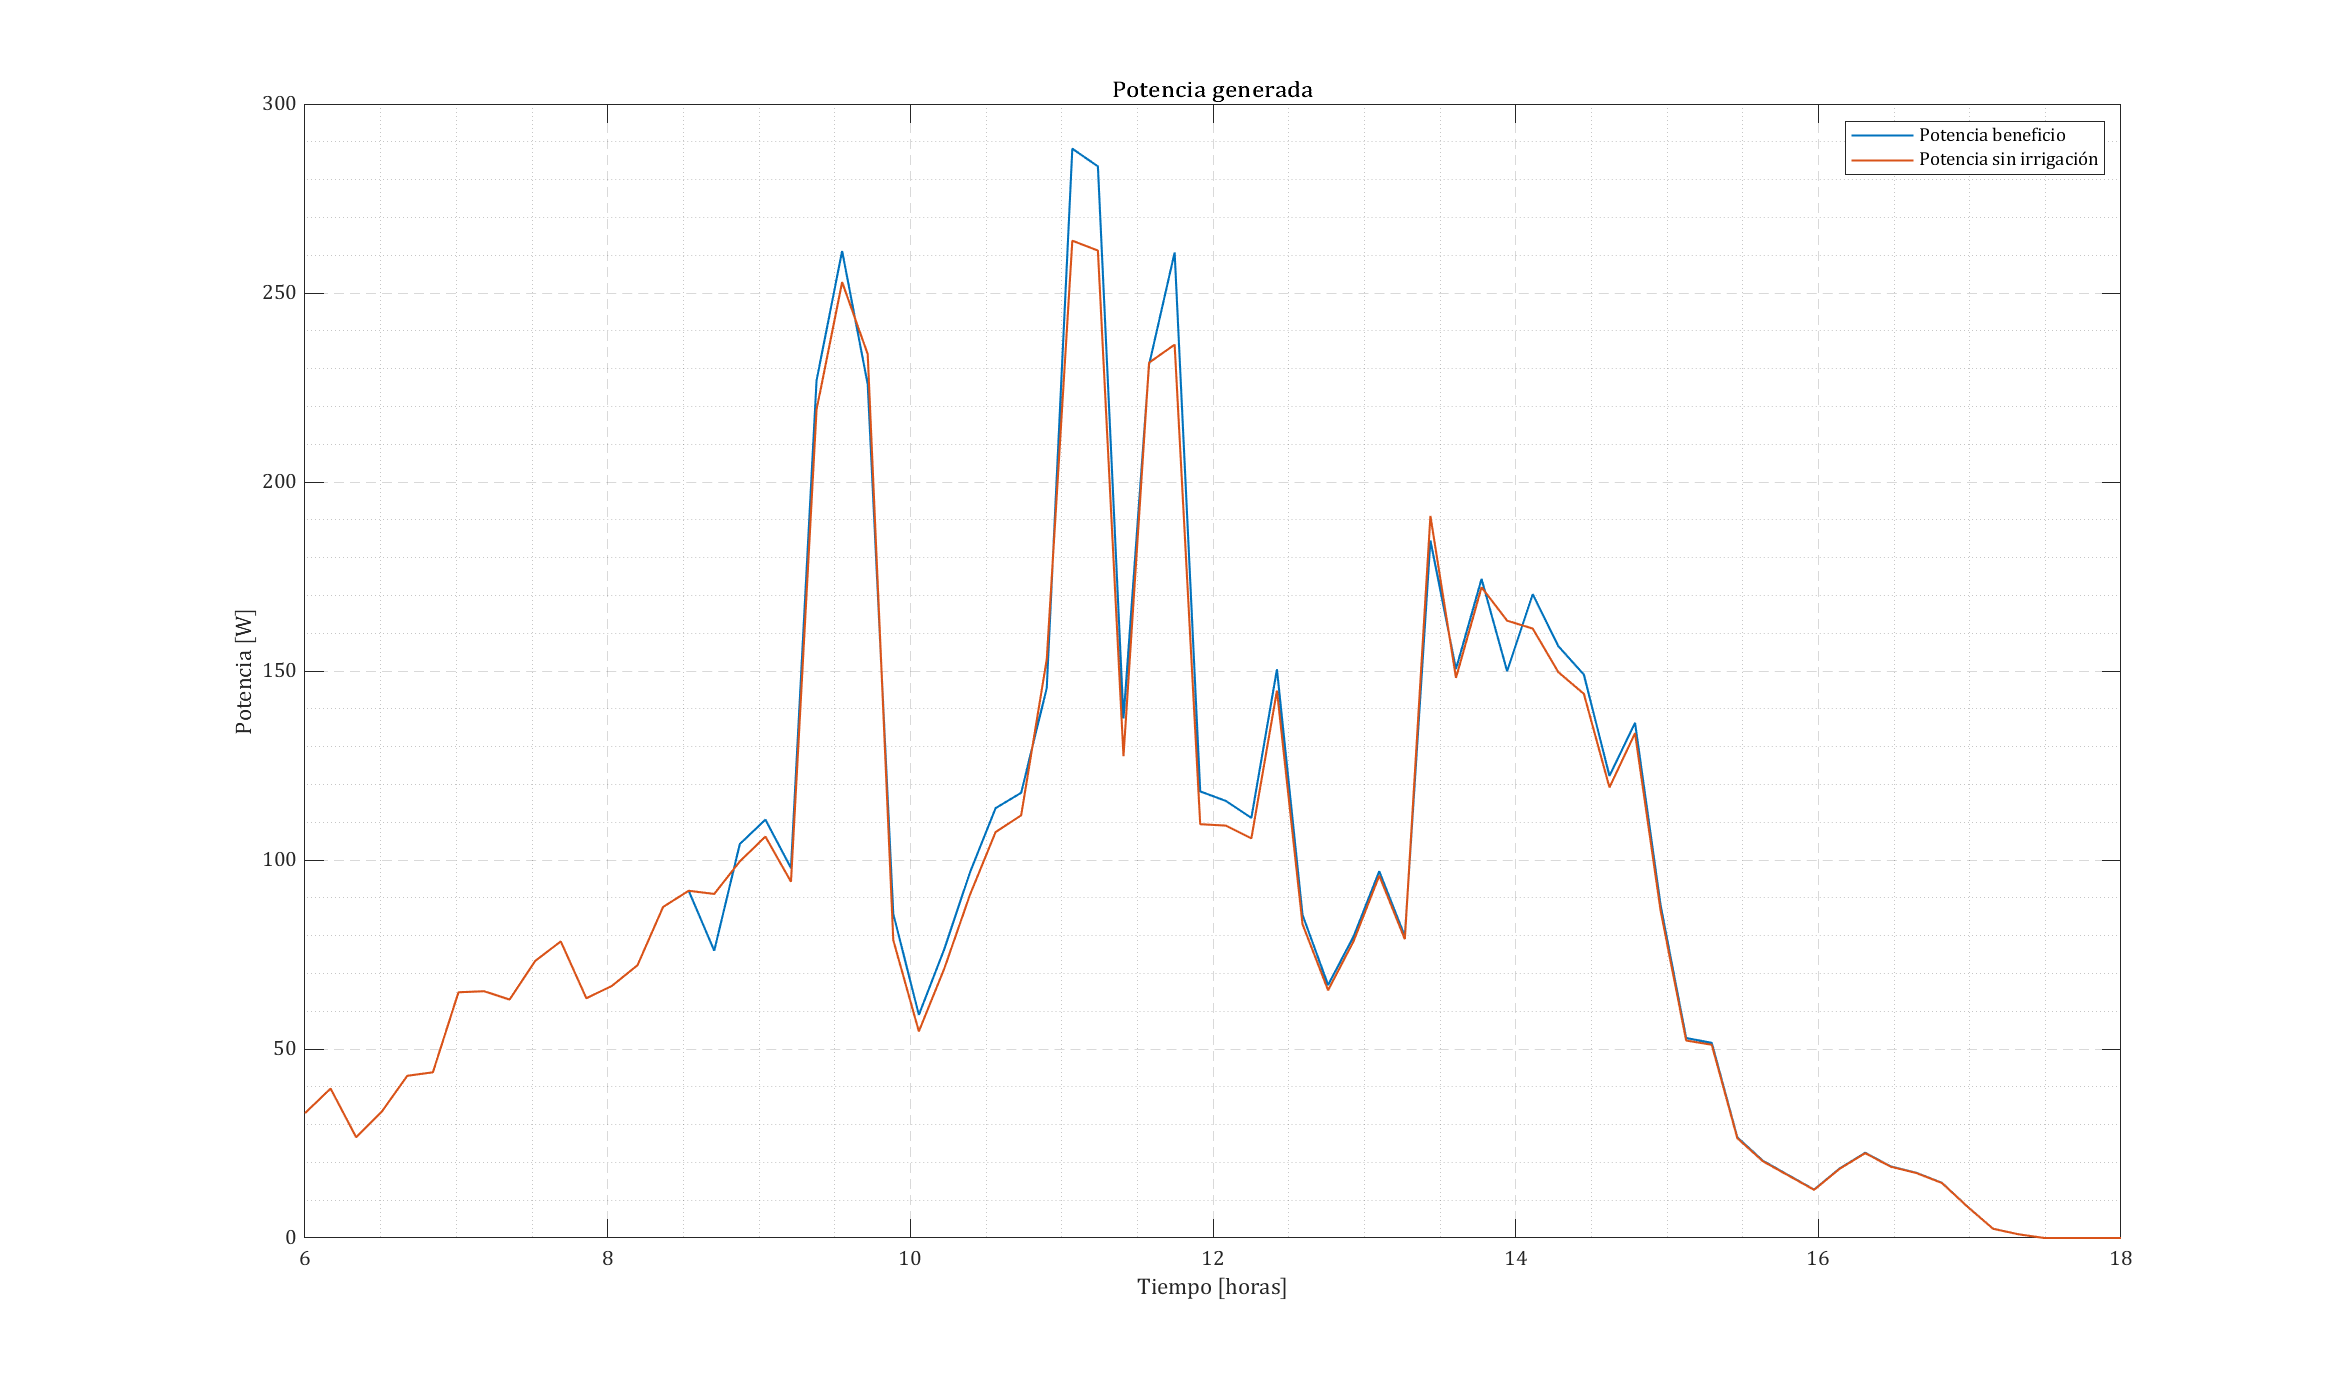 Potencia generada
300
250
200
150
100
50
0
Potencia [W]
Potencia beneficio
Potencia sin irrigación
6
8
10
12
14
16
18
Tiempo [horas]